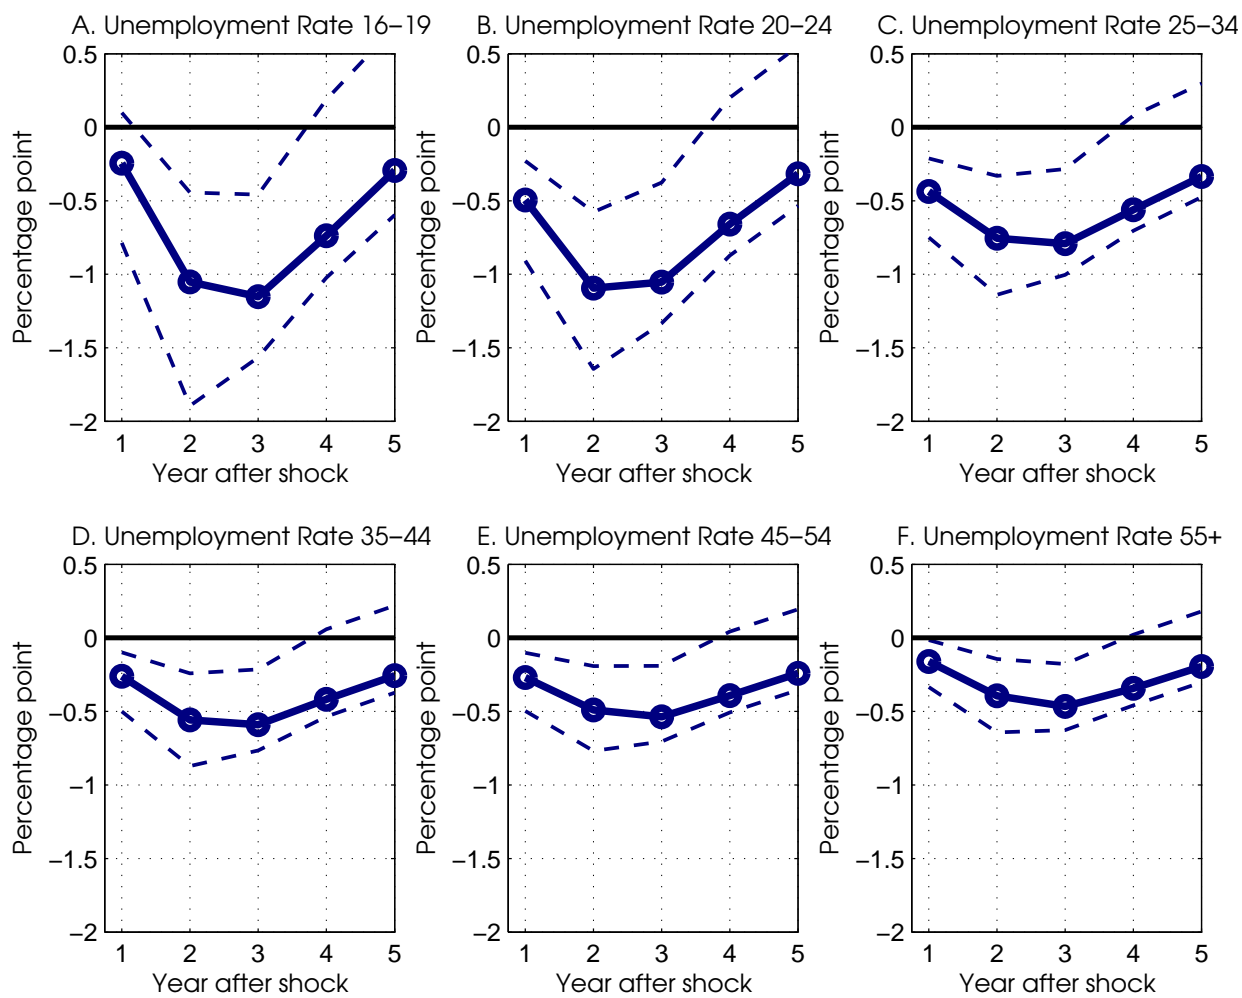 A. Unemployment Rate 16–19
0.5
0
−0.5
−1
−1.5
−2
Percentage point
1 2 3 4 5
Year after shock
B. Unemployment Rate 20–24
0.5
0
−0.5
−1
−1.5
−2
Percentage point
1 2 3 4 5
Year after shock
C. Unemployment Rate 25–34
0.5
0
−0.5
−1
−1.5
−2
Percentage point
1 2 3 4 5
Year after shock
D. Unemployment Rate 35–44
0.5
0
−0.5
−1
−1.5
−2
Percentage point
1 2 3 4 5
Year after shock
E. Unemployment Rate 45–54
0.5
0
−0.5
−1
−1.5
−2
Percentage point
1 2 3 4 5
Year after shock
F. Unemployment Rate 55+
0.5
0
−0.5
−1
−1.5
−2
Percentage point
1 2 3 4 5
Year after shock